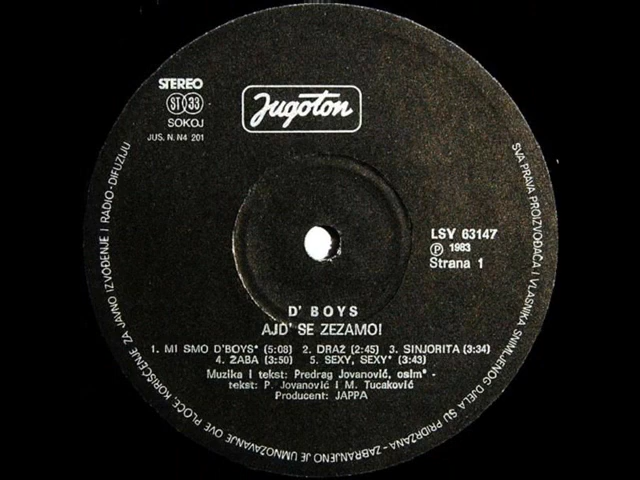 STEREO
ST 33
SOKOJ
JUS. N. N4 201
Jugoton
LSY 63147
Ⓟ 1983
Strana 1
D' BOYS
AJD' SE ZEZAMO!
1. MI SMO D'BOYS* (5:08) 2. DRAŽ (2:45) 3. SINJORITA (3:34)
4. ŽABA (3:50) 5. SEXY, SEXY* (3:43)
Muzika i tekst: Predrag Jovanović, osim* -
tekst: P. Jovanović i M. Tucaković
Producent: JAPPA
SVA PRAVA PROIZVOĐAČA I VLASNIKA SNIMLJENOG DJELA SU PRIDRŽANA - ZABRANJENO JE UMNOŽAVANJE OVE PLOČE, KORIŠĆENJE ZA JAVNO IZVOĐENJE I RADIO-DIFUZIJU